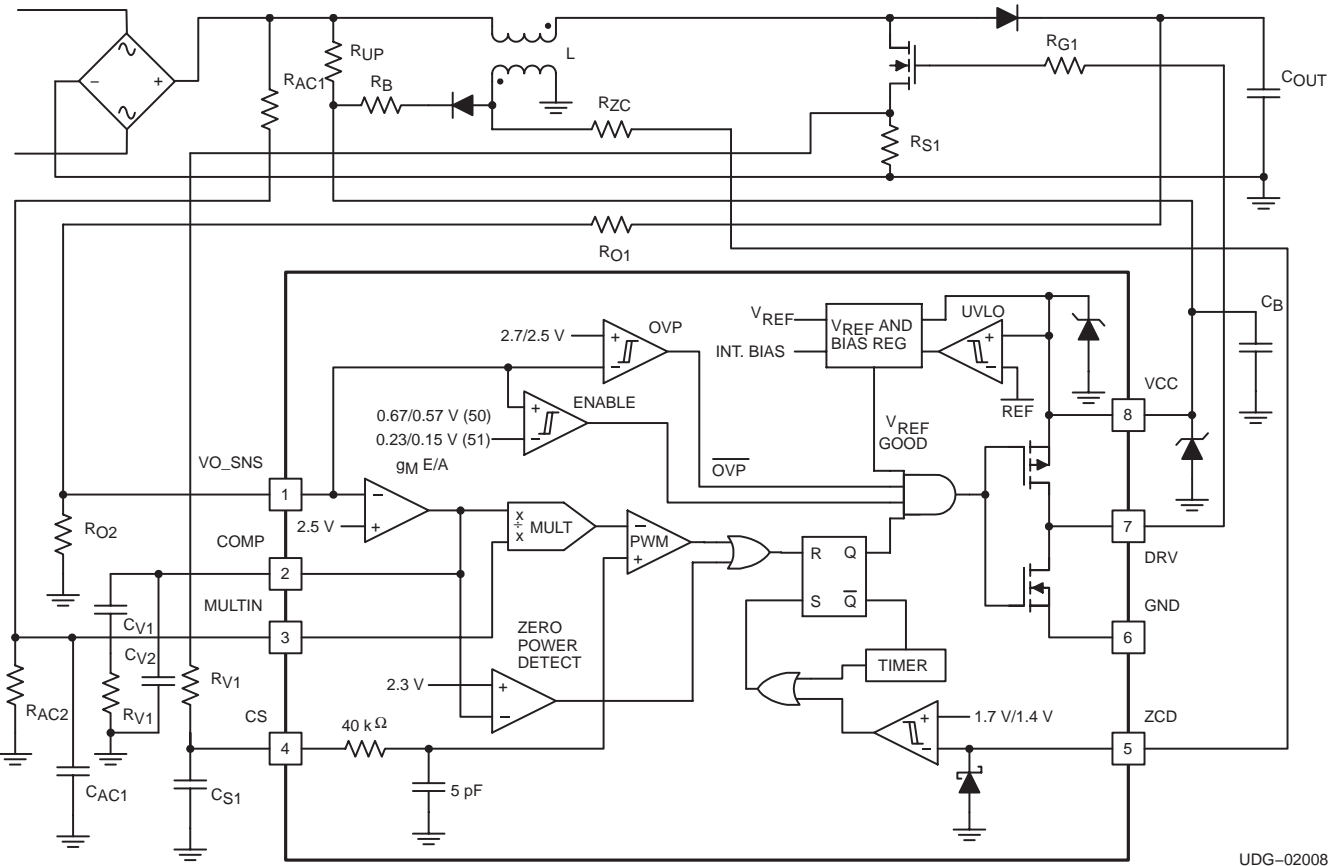 ~
−
+
~
RAC1
RUP
RB
L
RZC
RG1
RS1
COUT
RO1
CB
VREF
INT. BIAS
VREF AND
BIAS REG
UVLO
+
−
REF
VREF
GOOD
2.7/2.5 V
+
−
OVP
0.67/0.57 V (50)
0.23/0.15 V (51)
+
−
ENABLE
OVP
VCC
8
VO_SNS
1
gM E/A
−
+
2.5 V
RO2
COMP
2
x
÷
x
MULT
−
PWM
+
R Q
S Q
7
DRV
GND
6
MULTIN
3
CV1
CV2
RV1
RV1
RAC2
CAC1
CS1
CS
4
40 kΩ
5 pF
ZERO
POWER
DETECT
2.3 V
+
−
TIMER
+
−
1.7 V/1.4 V
ZCD
5
UDG−02008